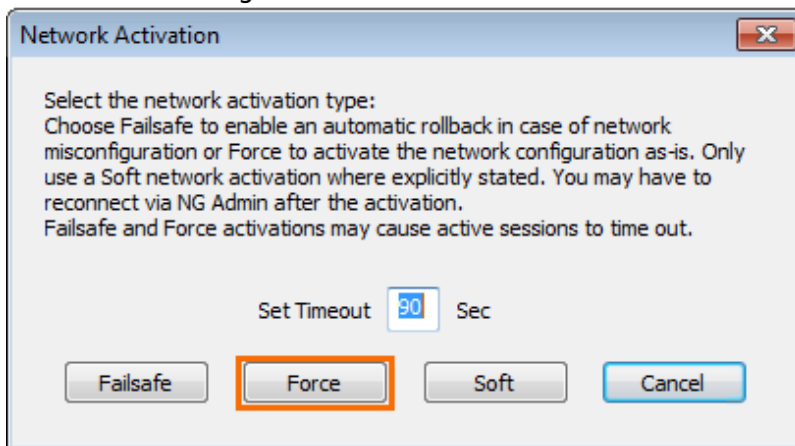 Network Activation
Select the network activation type:
Choose Failsafe to enable an automatic rollback in case of network
misconfiguration or Force to activate the network configuration as-is. Only
use a Soft network activation where explicitly stated. You may have to
reconnect via NG Admin after the activation.
Failsafe and Force activations may cause active sessions to time out.
Set Timeout 90 Sec
Failsafe Force Soft Cancel